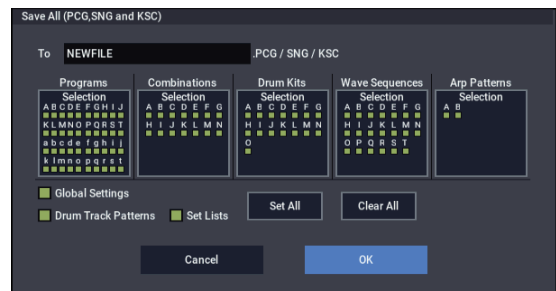 Save All (PCG,SNG and KSC)
To NEWFILE .PCG / SNG / KSC
Programs Combinations Drum Kits Wave Sequences Arp Patterns
Selection Selection Selection Selection Selection
A B C D E F G H I J A B C D E F G A B C D E F G A B C D E F G A B
K L M N O P Q R S T H I J K L M N H I J K L M N H I J K L M N
a b c d e f g h i j O O P Q R S T
k l m n o p q r s t
Global Settings
Drum Track Patterns Set Lists Set All Clear All
Cancel OK